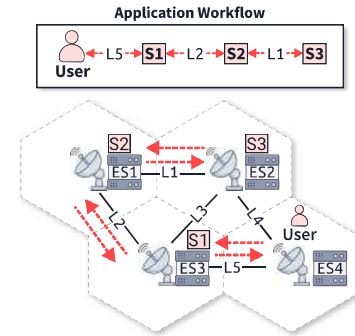 Application Workflow
User L5 S1 L2 S2 L1 S3
S2 S3
ES1 L1 ES2
L2 L3 L4
S1 User
ES3 L5 ES4